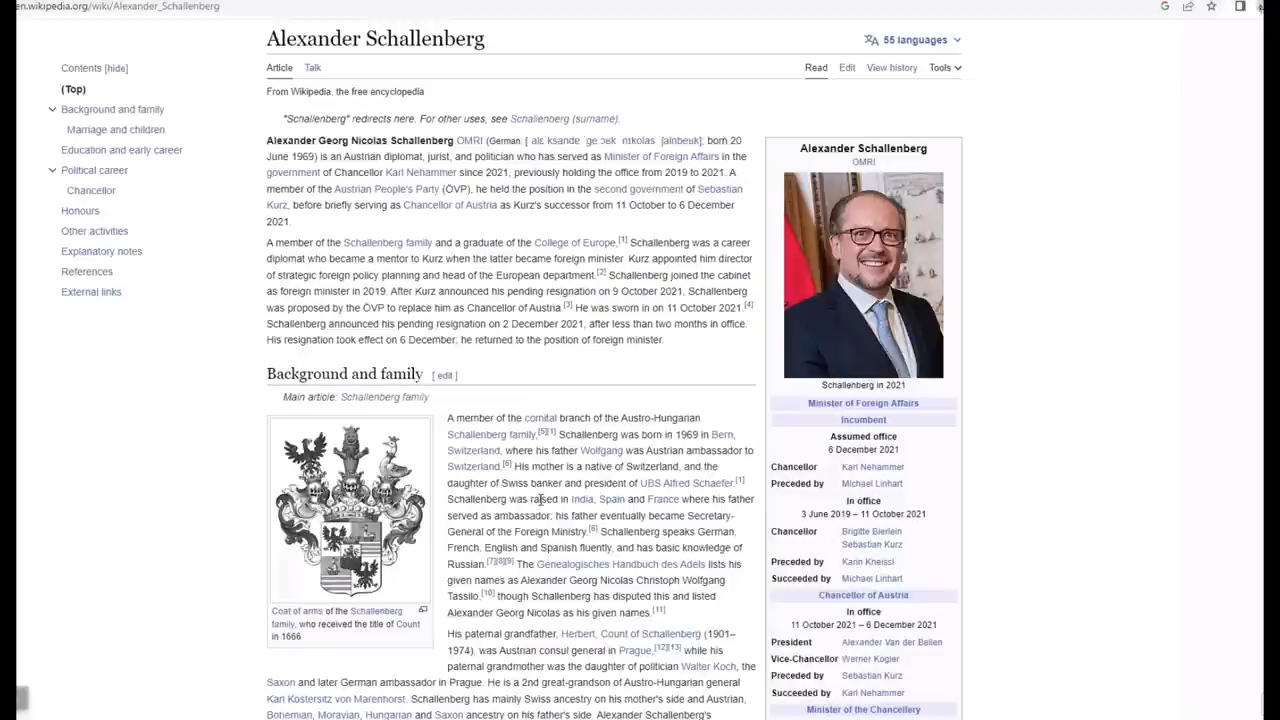 en.wikipedia.org/wiki/Alexander_Schallenberg
Alexander Schallenberg
55 languages
Contents [hide]
(Top)
Background and family
Marriage and children
Education and early career
Political career
Chancellor
Honours
Other activities
Explanatory notes
References
External links
Article Talk
Read Edit View history Tools
From Wikipedia, the free encyclopedia
"Schallenberg" redirects here. For other uses, see Schallenberg (surname).
Alexander Georg Nicolas Schallenberg OMRI (German: born 20
June 1969) is an Austrian diplomat, jurist, and politician who has served as Minister of Foreign Affairs in the
government of Chancellor Karl Nehammer since 2021, previously holding the office from 2019 to 2021. A
member of the Austrian People's Party (ÖVP), he held the position in the second government of Sebastian
Kurz, before briefly serving as Chancellor of Austria as Kurz's successor from 11 October to 6 December
2021.
A member of the Schallenberg family and a graduate of the College of Europe,[1] Schallenberg was a career
diplomat who became a mentor to Kurz when the latter became foreign minister. Kurz appointed him director
of strategic foreign policy planning and head of the European department.[2] Schallenberg joined the cabinet
as foreign minister in 2019. After Kurz announced his pending resignation on 9 October 2021, Schallenberg
was proposed by the ÖVP to replace him as Chancellor of Austria.[3] He was sworn in on 11 October 2021.[4]
Schallenberg announced his pending resignation on 2 December 2021, after less than two months in office.
His resignation took effect on 6 December; he returned to the position of foreign minister.
Background and family [ edit ]
Main article: Schallenberg family
Coat of arms of the Schallenberg
family, who received the title of Count
in 1666
A member of the comital branch of the Austro-Hungarian
Schallenberg family,[5][1] Schallenberg was born in 1969 in Bern,
Switzerland, where his father Wolfgang was Austrian ambassador to
Switzerland.[6] His mother is a native of Switzerland, and the
daughter of Swiss banker and president of UBS Alfred Schaefer.[1]
Schallenberg was raised in India, Spain and France where his father
served as ambassador; his father eventually became Secretary-
General of the Foreign Ministry.[6] Schallenberg speaks German,
French, English and Spanish fluently, and has basic knowledge of
Russian.[7][8][9] The Genealogisches Handbuch des Adels lists his
given names as Alexander Georg Nicolas Christoph Wolfgang
Tassilo,[10] though Schallenberg has disputed this and listed
Alexander Georg Nicolas as his given names.[11]
His paternal grandfather, Herbert, Count of Schallenberg (1901–
1974), was Austrian consul general in Prague,[12][13] while his
paternal grandmother was the daughter of politician Walter Koch, the
Saxon and later German ambassador in Prague. He is a 2nd great-grandson of Austro-Hungarian general
Karl Kostersitz von Marenhorst. Schallenberg has mainly Swiss ancestry on his mother's side and Austrian,
Bohemian, Moravian, Hungarian and Saxon ancestry on his father's side. Alexander Schallenberg's
Alexander Schallenberg
OMRI
Schallenberg in 2021
Minister of Foreign Affairs
Incumbent
Assumed office
6 December 2021
Chancellor Karl Nehammer
Preceded by Michael Linhart
In office
3 June 2019 – 11 October 2021
Chancellor Brigitte Bierlein
Sebastian Kurz
Preceded by Karin Kneissl
Succeeded by Michael Linhart
Chancellor of Austria
In office
11 October 2021 – 6 December 2021
President Alexander Van der Bellen
Vice-Chancellor Werner Kogler
Preceded by Sebastian Kurz
Succeeded by Karl Nehammer
Minister of the Chancellery